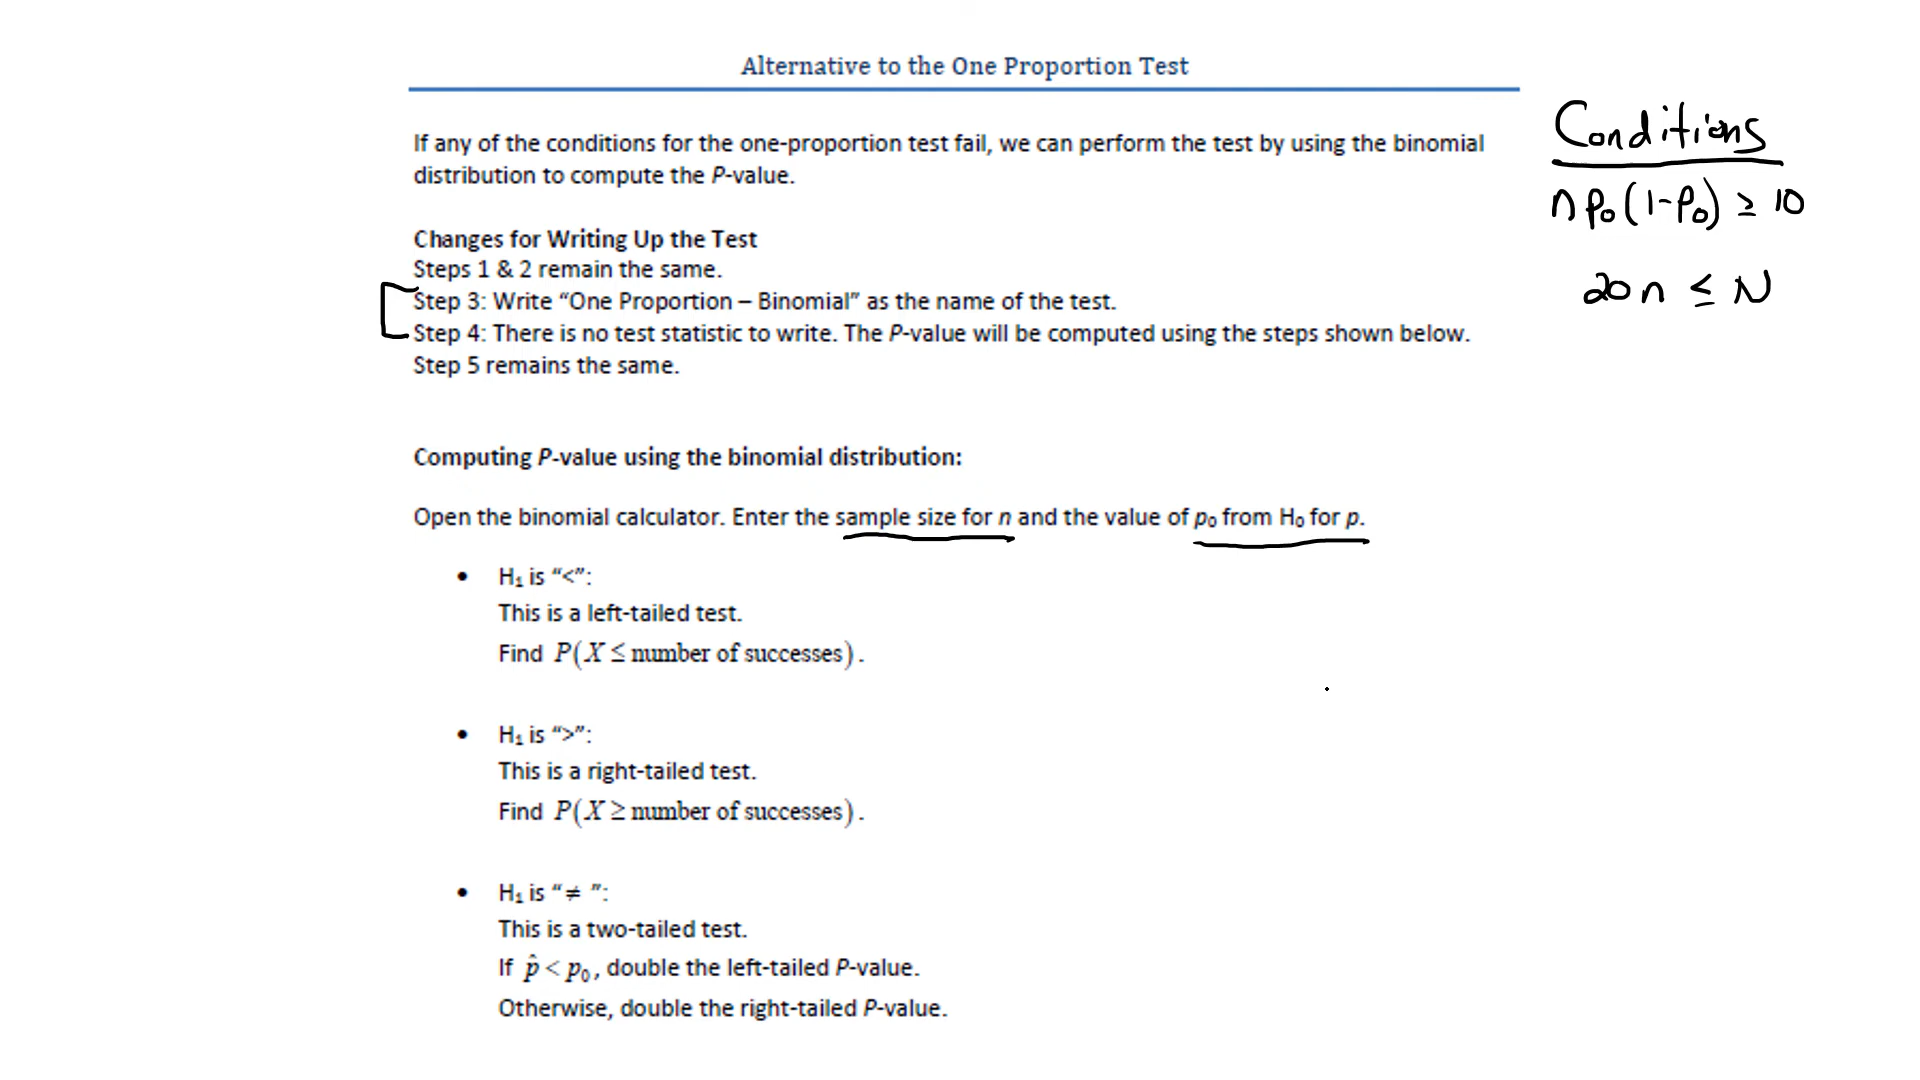 Alternative to the One Proportion Test
If any of the conditions for the one-proportion test fail, we can perform the test by using the binomial
distribution to compute the P-value.
Changes for Writing Up the Test
Steps 1 & 2 remain the same.
Step 3: Write “One Proportion – Binomial” as the name of the test.
Step 4: There is no test statistic to write. The P-value will be computed using the steps shown below.
Step 5 remains the same.
Computing P-value using the binomial distribution:
Open the binomial calculator. Enter the sample size for n and the value of p₀ from H₀ for p.
• H₁ is “<”:
This is a left-tailed test.
Find P(X ≤ number of successes).
• H₁ is “>”:
This is a right-tailed test.
Find P(X ≥ number of successes).
• H₁ is “≠ ”:
This is a two-tailed test.
If p̂ < p₀, double the left-tailed P-value.
Otherwise, double the right-tailed P-value.
Conditions
np₀(1-p₀) ≥ 10
20n ≤ N